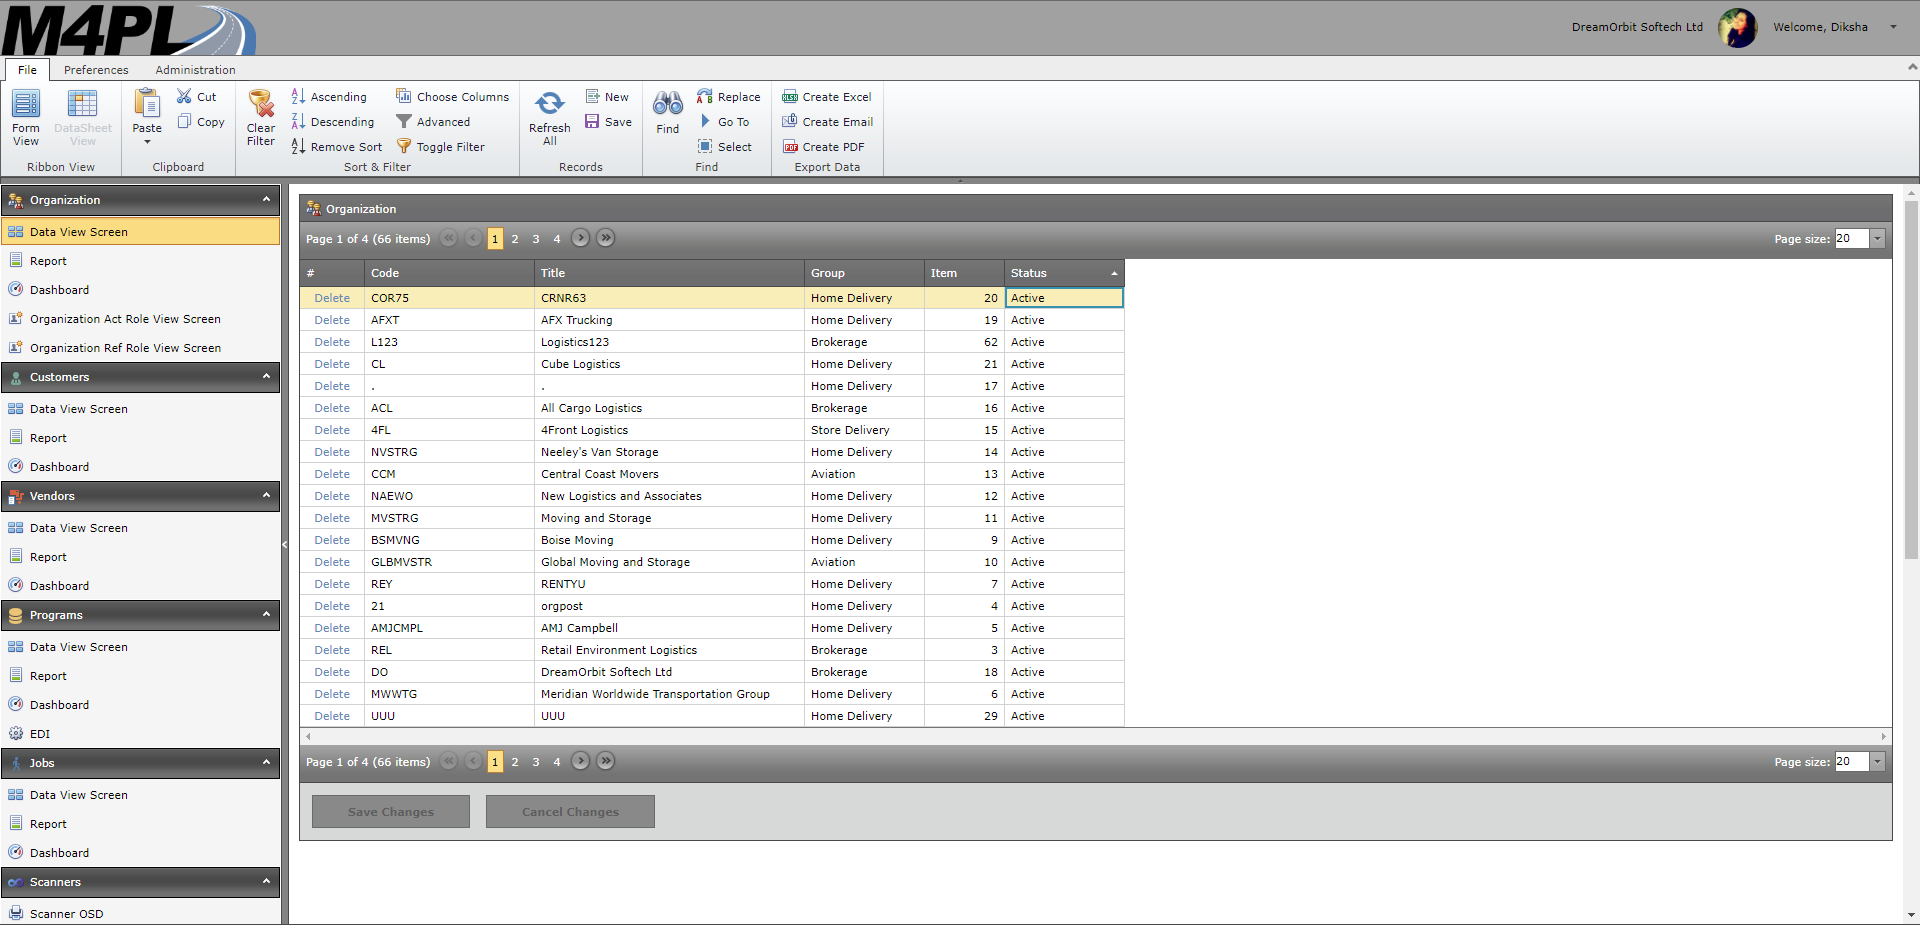 M4PL
DreamOrbit Softech Ltd Welcome, Diksha
File Preferences Administration
Form View
DataSheet View
Ribbon View
Paste
Cut
Copy
Clipboard
Clear Filter
Ascending
Descending
Remove Sort
Choose Columns
Advanced
Toggle Filter
Sort & Filter
Refresh All
New
Save
Records
Find
Replace
Go To
Select
Find
Create Excel
Create Email
Create PDF
Export Data
Organization
Data View Screen
Report
Dashboard
Organization Act Role View Screen
Organization Ref Role View Screen
Customers
Data View Screen
Report
Dashboard
Vendors
Data View Screen
Report
Dashboard
Programs
Data View Screen
Report
Dashboard
EDI
Jobs
Data View Screen
Report
Dashboard
Scanners
Scanner OSD
Organization
Page 1 of 4 (66 items) 1 2 3 4 Page size: 20
# Code Title Group Item Status
Delete COR75 CRNR63 Home Delivery 20 Active
Delete AFXT AFX Trucking Home Delivery 19 Active
Delete L123 Logistics123 Brokerage 62 Active
Delete CL Cube Logistics Home Delivery 21 Active
Delete . . Home Delivery 17 Active
Delete ACL All Cargo Logistics Brokerage 16 Active
Delete 4FL 4Front Logistics Store Delivery 15 Active
Delete NVSTRG Neeley's Van Storage Home Delivery 14 Active
Delete CCM Central Coast Movers Aviation 13 Active
Delete NAEWO New Logistics and Associates Home Delivery 12 Active
Delete MVSTRG Moving and Storage Home Delivery 11 Active
Delete BSMVNG Boise Moving Home Delivery 9 Active
Delete GLBMVSTR Global Moving and Storage Aviation 10 Active
Delete REY RENTYU Home Delivery 7 Active
Delete 21 orgpost Home Delivery 4 Active
Delete AMJCMPL AMJ Campbell Home Delivery 5 Active
Delete REL Retail Environment Logistics Brokerage 3 Active
Delete DO DreamOrbit Softech Ltd Brokerage 18 Active
Delete MWWTG Meridian Worldwide Transportation Group Home Delivery 6 Active
Delete UUU UUU Home Delivery 29 Active
Page 1 of 4 (66 items) 1 2 3 4 Page size: 20
Save Changes Cancel Changes